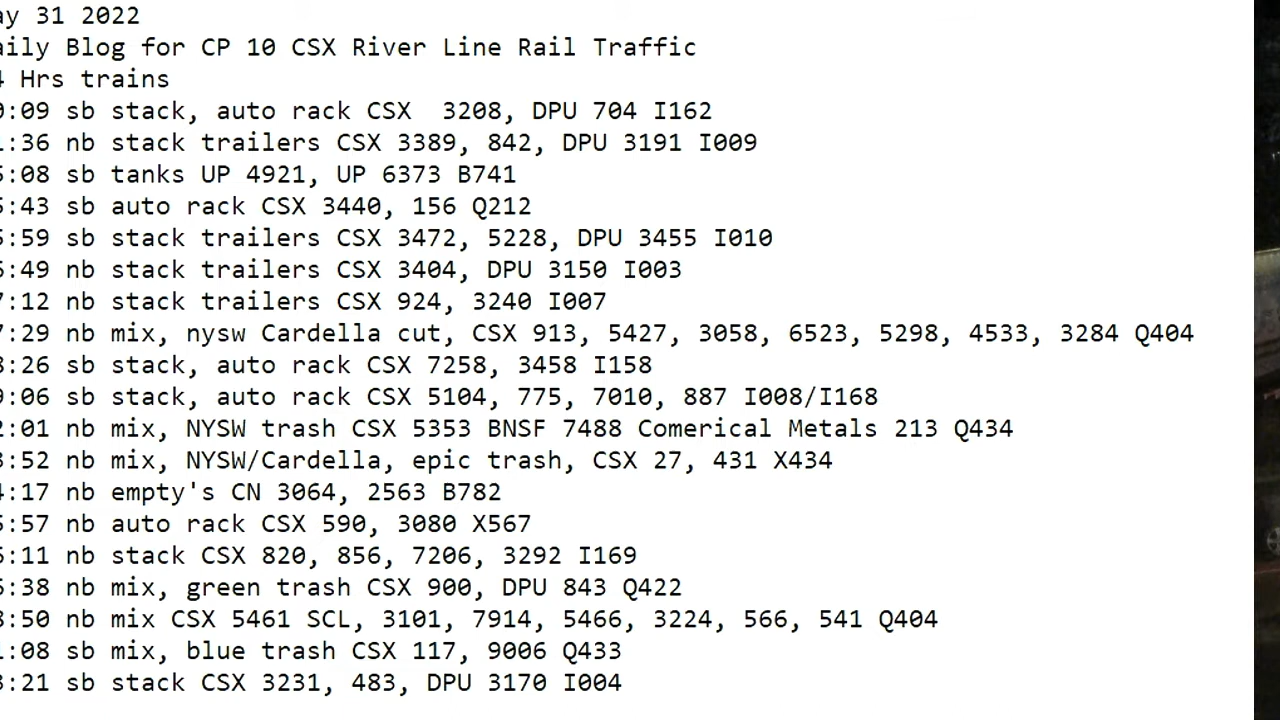 ay 31 2022
aily Blog for CP 10 CSX River Line Rail Traffic
4 Hrs trains
0:09 sb stack, auto rack CSX  3208, DPU 704 I162
1:36 nb stack trailers CSX 3389, 842, DPU 3191 I009
5:08 sb tanks UP 4921, UP 6373 B741
5:43 sb auto rack CSX 3440, 156 Q212
5:59 sb stack trailers CSX 3472, 5228, DPU 3455 I010
6:49 nb stack trailers CSX 3404, DPU 3150 I003
7:12 nb stack trailers CSX 924, 3240 I007
7:29 nb mix, nysw Cardella cut, CSX 913, 5427, 3058, 6523, 5298, 4533, 3284 Q404
8:26 sb stack, auto rack CSX 7258, 3458 I158
9:06 sb stack, auto rack CSX 5104, 775, 7010, 887 I008/I168
2:01 nb mix, NYSW trash CSX 5353 BNSF 7488 Comerical Metals 213 Q434
3:52 nb mix, NYSW/Cardella, epic trash, CSX 27, 431 X434
4:17 nb empty's CN 3064, 2563 B782
5:57 nb auto rack CSX 590, 3080 X567
6:11 nb stack CSX 820, 856, 7206, 3292 I169
6:38 nb mix, green trash CSX 900, DPU 843 Q422
8:50 nb mix CSX 5461 SCL, 3101, 7914, 5466, 3224, 566, 541 Q404
1:08 sb mix, blue trash CSX 117, 9006 Q433
3:21 sb stack CSX 3231, 483, DPU 3170 I004